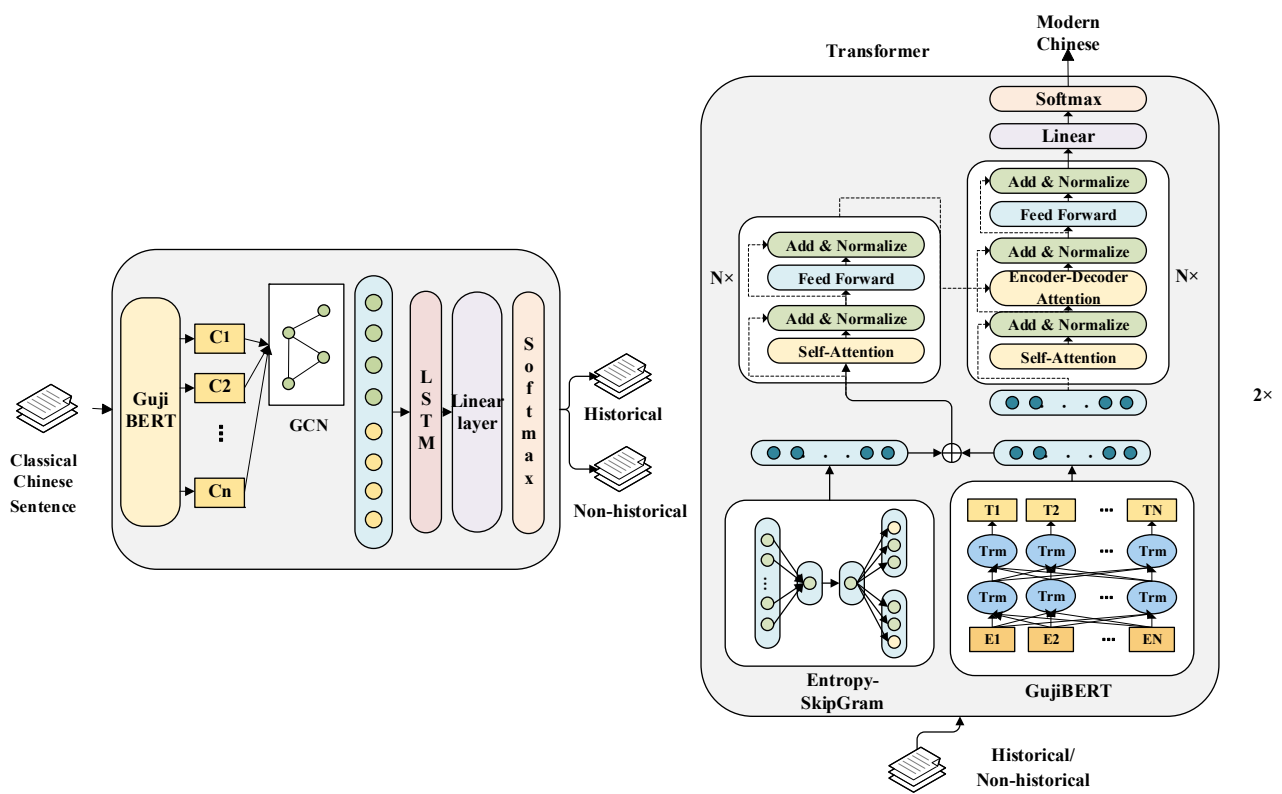 Classical
Chinese
Sentence
Guji
BERT
C1
C2
...
Cn
GCN
LSTM
Linear
layer
Softmax
Historical
Non-historical
Transformer
Modern
Chinese
Softmax
Linear
Add & Normalize
Feed Forward
Add & Normalize
Encoder-Decoder
Attention
Add & Normalize
Self-Attention
N×
N×
Add & Normalize
Feed Forward
Add & Normalize
Self-Attention
2×
. . .
. . .
. . .
...
Entropy-
SkipGram
T1 T2 ... TN
Trm Trm ... Trm
Trm Trm ... Trm
E1 E2 ... EN
GujiBERT
Historical/
Non-historical